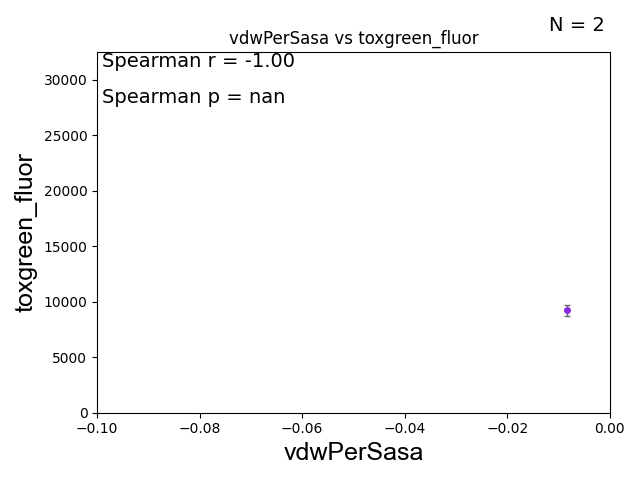 N = 2
vdwPerSasa vs toxgreen_fluor
Spearman r = -1.00
Spearman p = nan
30000
25000
20000
15000
10000
5000
0
toxgreen_fluor
−0.10
−0.08
−0.06
−0.04
−0.02
0.00
vdwPerSasa